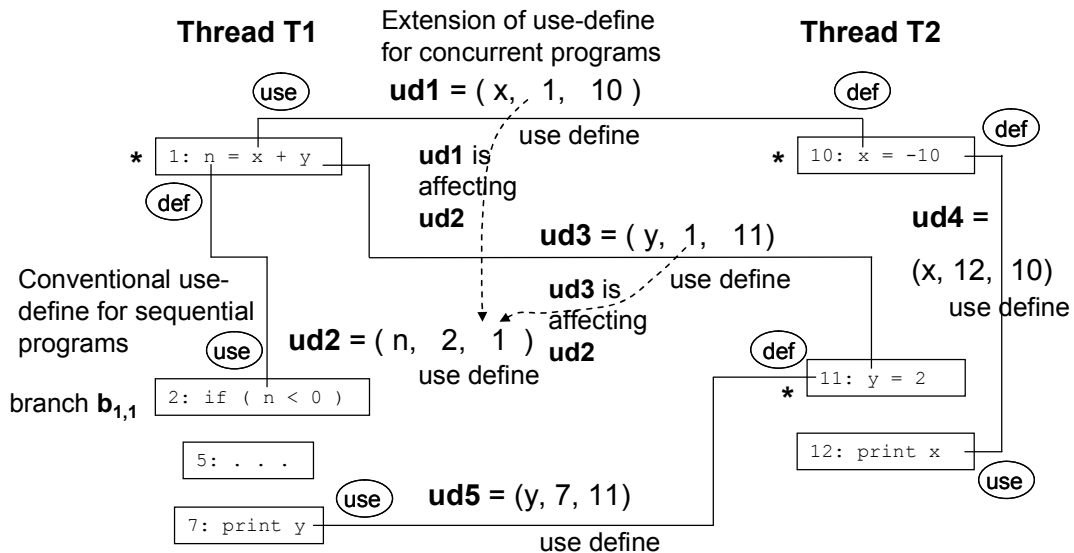 Thread T1
Extension of use-define
for concurrent programs
Thread T2
ud1 = ( x, 1, 10 )
use
def
use define
def
* 1: n = x + y
* 10: x = -10
ud1 is
affecting
ud2
def
ud4 =
(x, 12, 10)
use define
ud3 = ( y, 1, 11)
use define
Conventional use-
define for sequential
programs
ud3 is
affecting
ud2
ud2 = ( n, 2, 1 )
use define
use
def
branch b1,1
2: if ( n < 0 )
11: y = 2
*
5: . . .
12: print x
use
use
ud5 = (y, 7, 11)
7: print y
use define